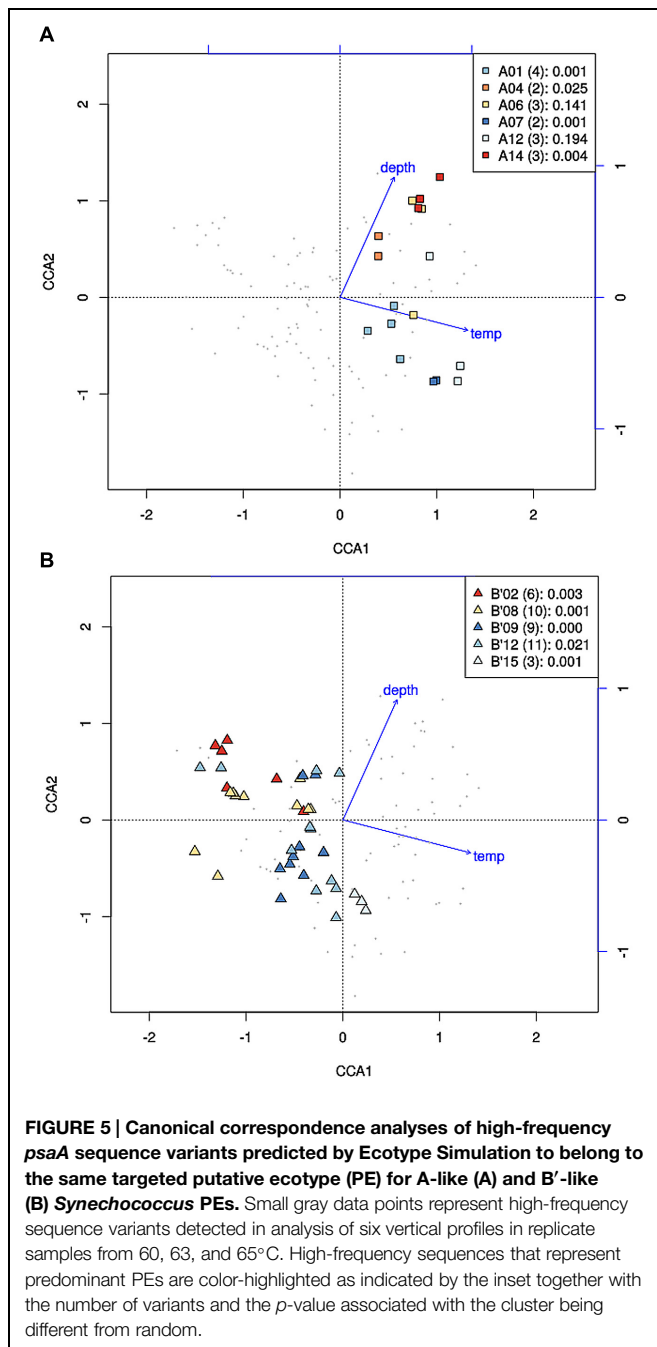 A
A01 (4): 0.001
A04 (2): 0.025
A06 (3): 0.141
A07 (2): 0.001
A12 (3): 0.194
A14 (3): 0.004
depth
temp
2
1
0
-1
CCA2
1
0
-1
-2 -1 0 1 2
CCA1
B
B'02 (6): 0.003
B'08 (10): 0.001
B'09 (9): 0.000
B'12 (11): 0.021
B'15 (3): 0.001
depth
temp
2
1
0
-1
CCA2
1
0
-1
-2 -1 0 1 2
CCA1
FIGURE 5 | Canonical correspondence analyses of high-frequency
psaA sequence variants predicted by Ecotype Simulation to belong to
the same targeted putative ecotype (PE) for A-like (A) and B′-like
(B) Synechococcus PEs. Small gray data points represent high-frequency
sequence variants detected in analysis of six vertical profiles in replicate
samples from 60, 63, and 65°C. High-frequency sequences that represent
predominant PEs are color-highlighted as indicated by the inset together with
the number of variants and the p-value associated with the cluster being
different from random.